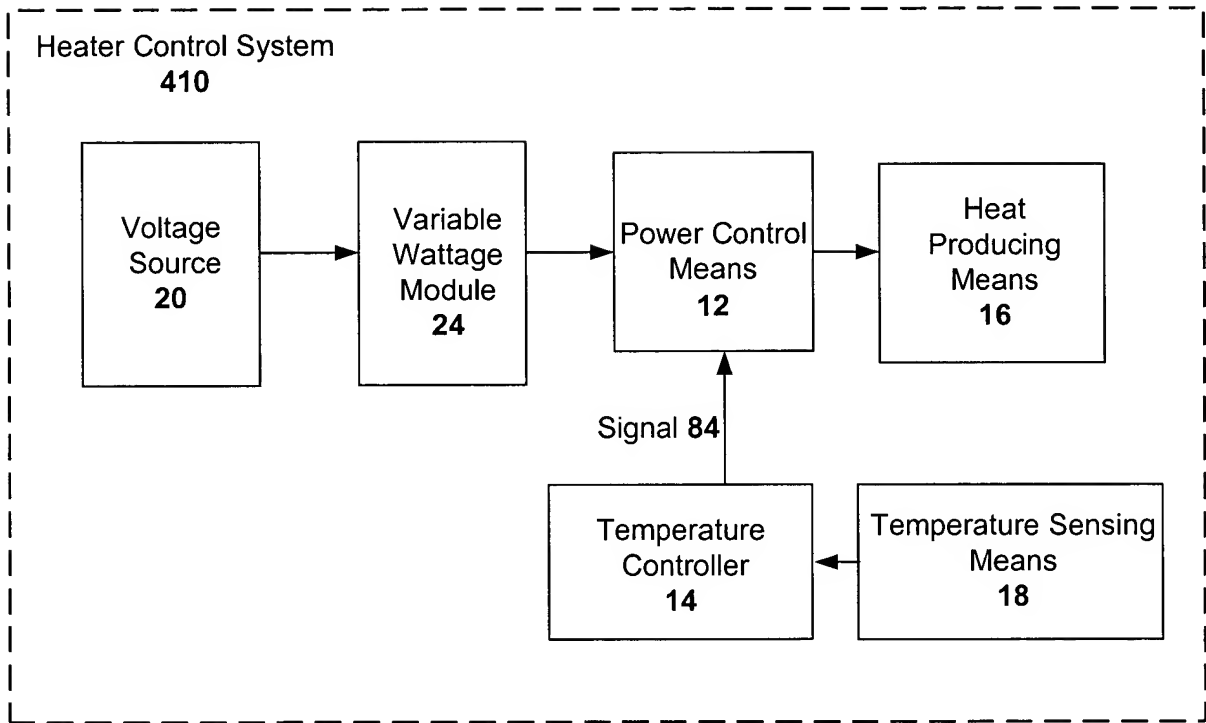 Heater Control System
410
Voltage
Source
20
Variable
Wattage
Module
24
Power Control
Means
12
Heat
Producing
Means
16
Signal 84
Temperature
Controller
14
Temperature Sensing
Means
18